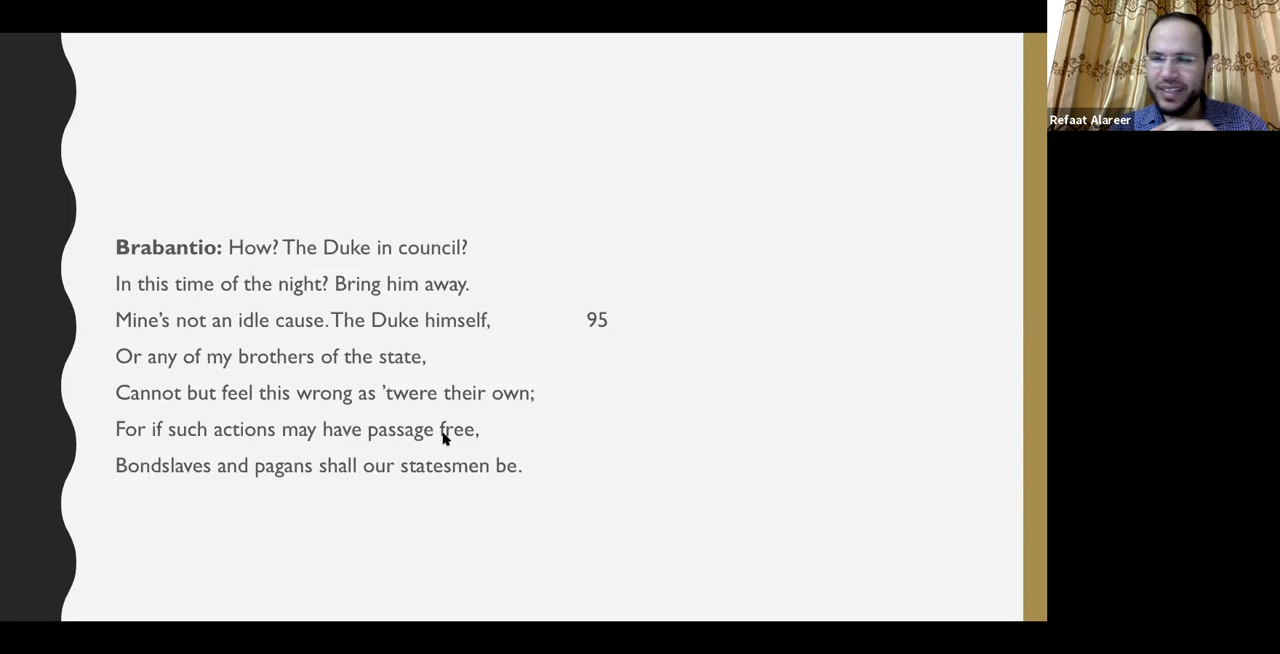 Brabantio: How? The Duke in council?
In this time of the night? Bring him away.
Mine’s not an idle cause. The Duke himself, 95
Or any of my brothers of the state,
Cannot but feel this wrong as ’twere their own;
For if such actions may have passage free,
Bondslaves and pagans shall our statesmen be.
Refaat Alareer